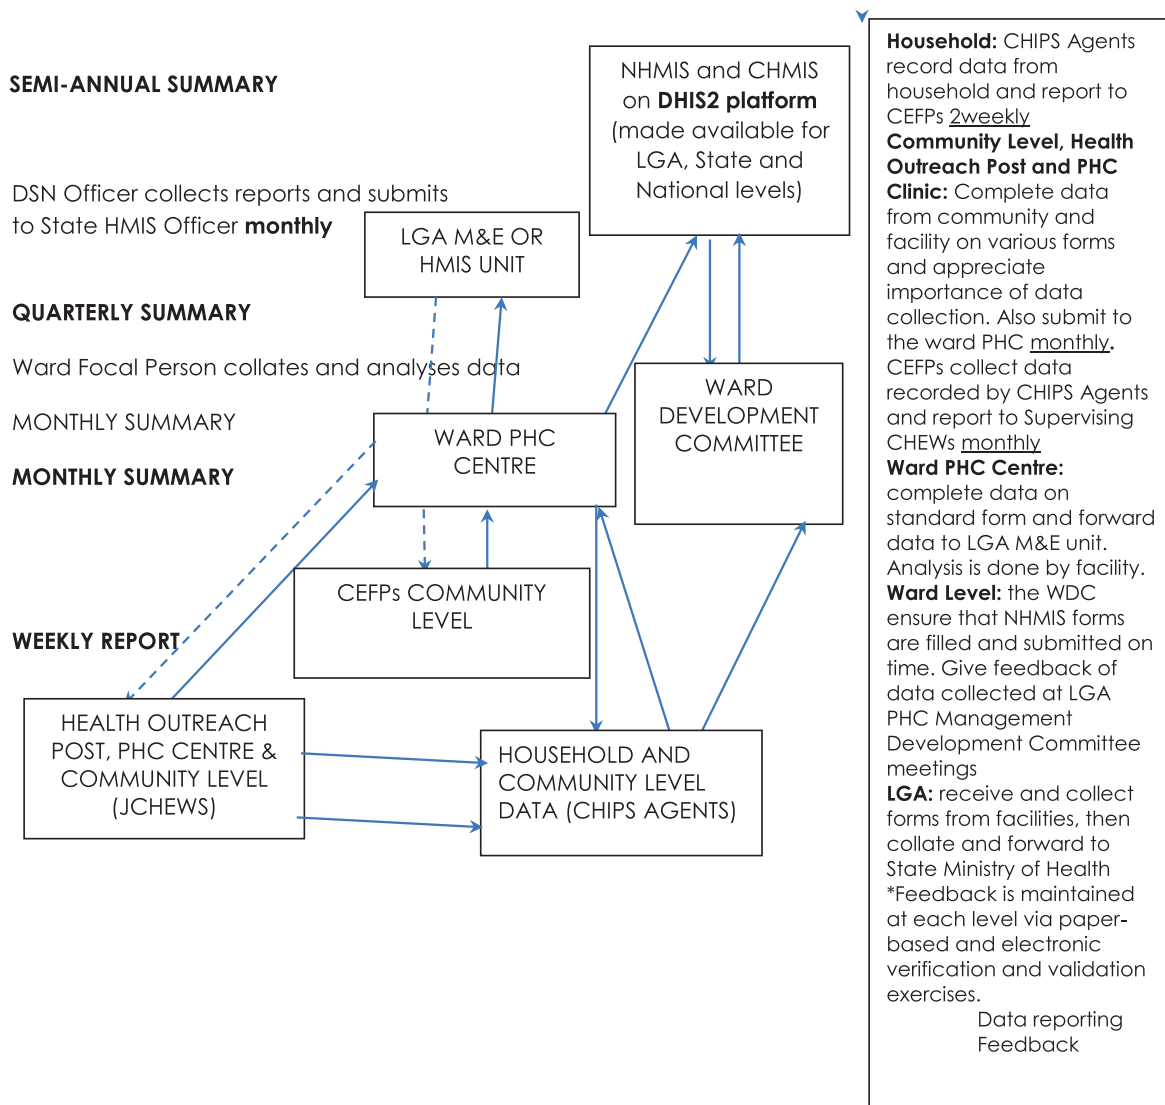 SEMI-ANNUAL SUMMARY
DSN Officer collects reports and submits
to State HMIS Officer monthly
QUARTERLY SUMMARY
Ward Focal Person collates and analyses data
MONTHLY SUMMARY
MONTHLY SUMMARY
WEEKLY REPORT
NHMIS and CHMIS
on DHIS2 platform
(made available for
LGA, State and
National levels)
LGA M&E OR
HMIS UNIT
WARD PHC
CENTRE
WARD
DEVELOPMENT
COMMITTEE
CEFPs COMMUNITY
LEVEL
HEALTH OUTREACH
POST, PHC CENTRE &
COMMUNITY LEVEL
(JCHEWS)
HOUSEHOLD AND
COMMUNITY LEVEL
DATA (CHIPS AGENTS)
Household: CHIPS Agents
record data from
household and report to
CEFPs 2weekly
Community Level, Health
Outreach Post and PHC
Clinic: Complete data
from community and
facility on various forms
and appreciate
importance of data
collection. Also submit to
the ward PHC monthly.
CEFPs collect data
recorded by CHIPS Agents
and report to Supervising
CHEWs monthly
Ward PHC Centre:
complete data on
standard form and forward
data to LGA M&E unit.
Analysis is done by facility.
Ward Level: the WDC
ensure that NHMIS forms
are filled and submitted on
time. Give feedback of
data collected at LGA
PHC Management
Development Committee
meetings
LGA: receive and collect
forms from facilities, then
collate and forward to
State Ministry of Health
*Feedback is maintained
at each level via paper-
based and electronic
verification and validation
exercises.
Data reporting
Feedback